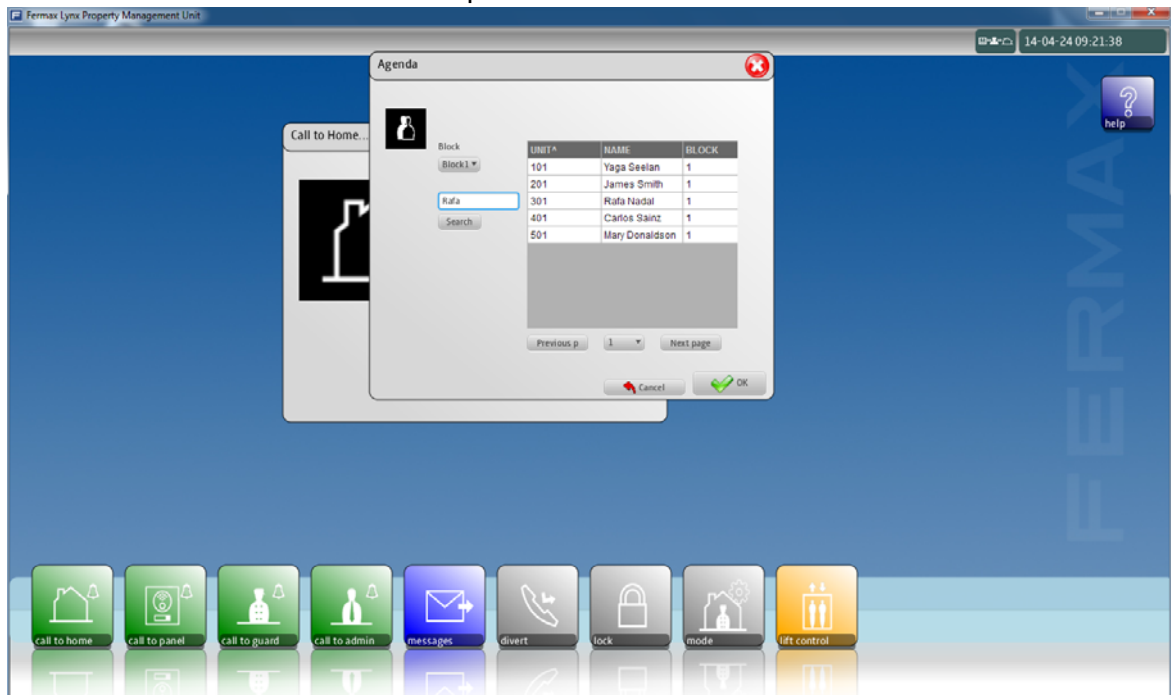 Fermax Lynx Property Management Unit
14-04-24 09:21:38
help
Agenda
Call to Home...
Block
Block1
Rafa
Search
UNIT^ NAME BLOCK
101 Yaga Seelan 1
201 James Smith 1
301 Rafa Nadal 1
401 Carlos Sainz 1
501 Mary Donaldson 1
Previous p 1 Next page
Cancel OK
FERMAX
call to home call to panel call to guard call to admin messages divert lock mode lift control